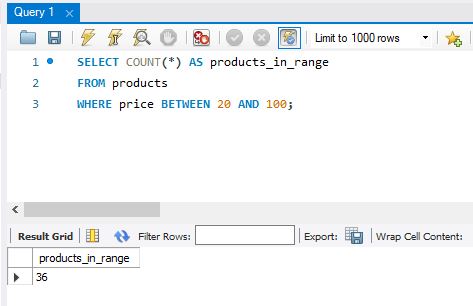 Query 1
Limit to 1000 rows
1 SELECT COUNT(*) AS products_in_range
2 FROM products
3 WHERE price BETWEEN 20 AND 100;
Result Grid Filter Rows: Export: Wrap Cell Content:
products_in_range
36